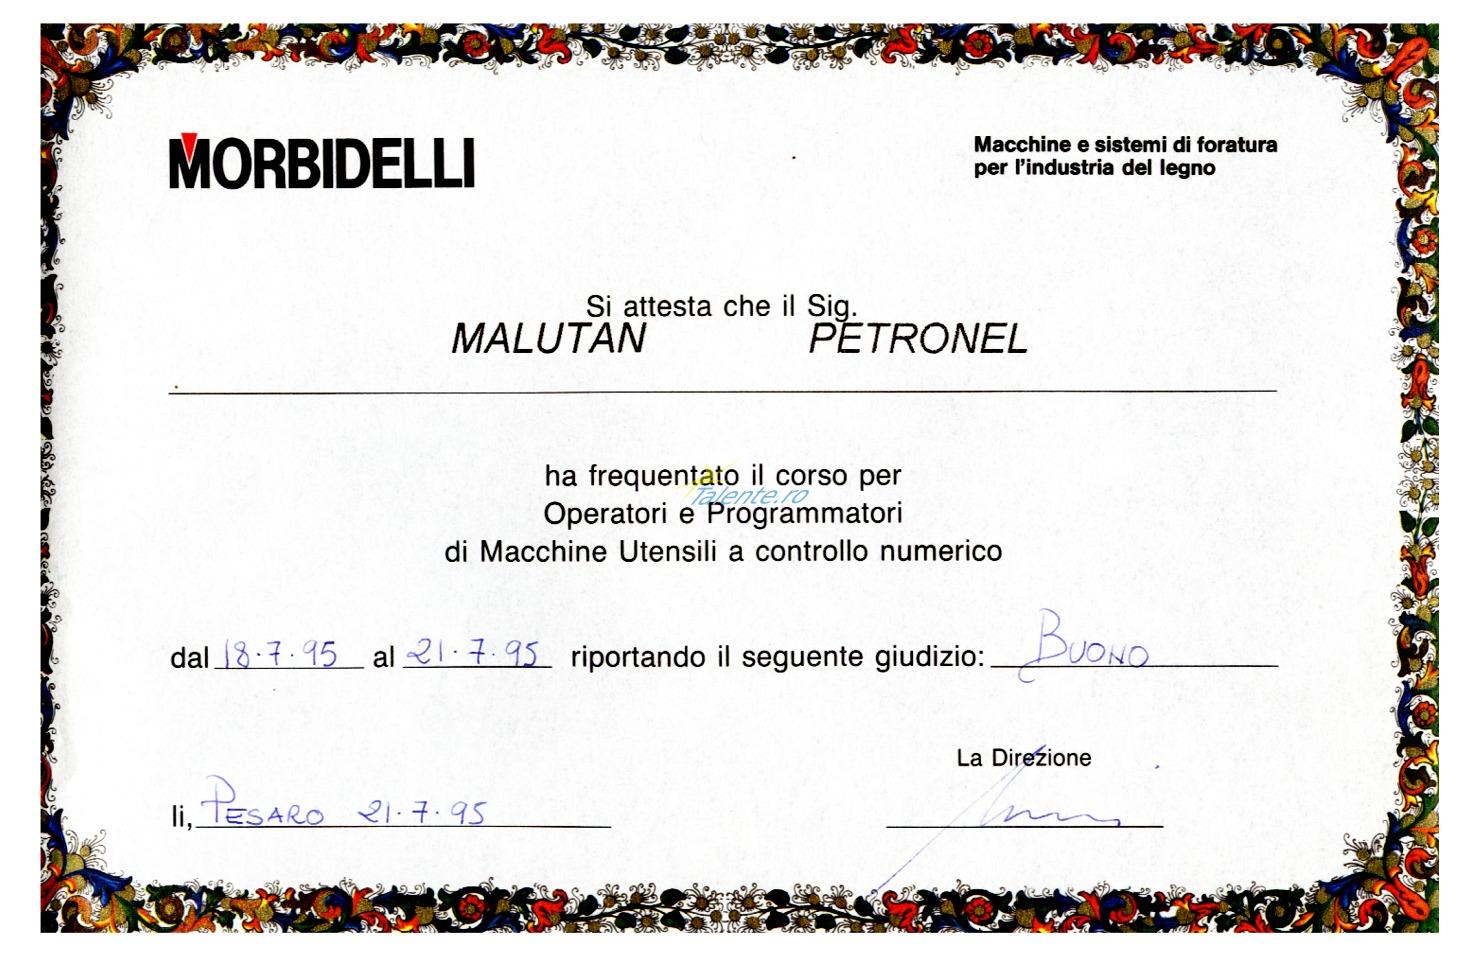 MORBIDELLI
Macchine e sistemi di foratura
per l'industria del legno
Si attesta che il Sig.
MALUTAN PETRONEL
ha frequentato il corso per
Talente.ro
Operatori e Programmatori
di Macchine Utensili a controllo numerico
dal 18.7.95 al 21.7.95 riportando il seguente giudizio: BUONO
La Direzione
li, PESARO 21.7.95